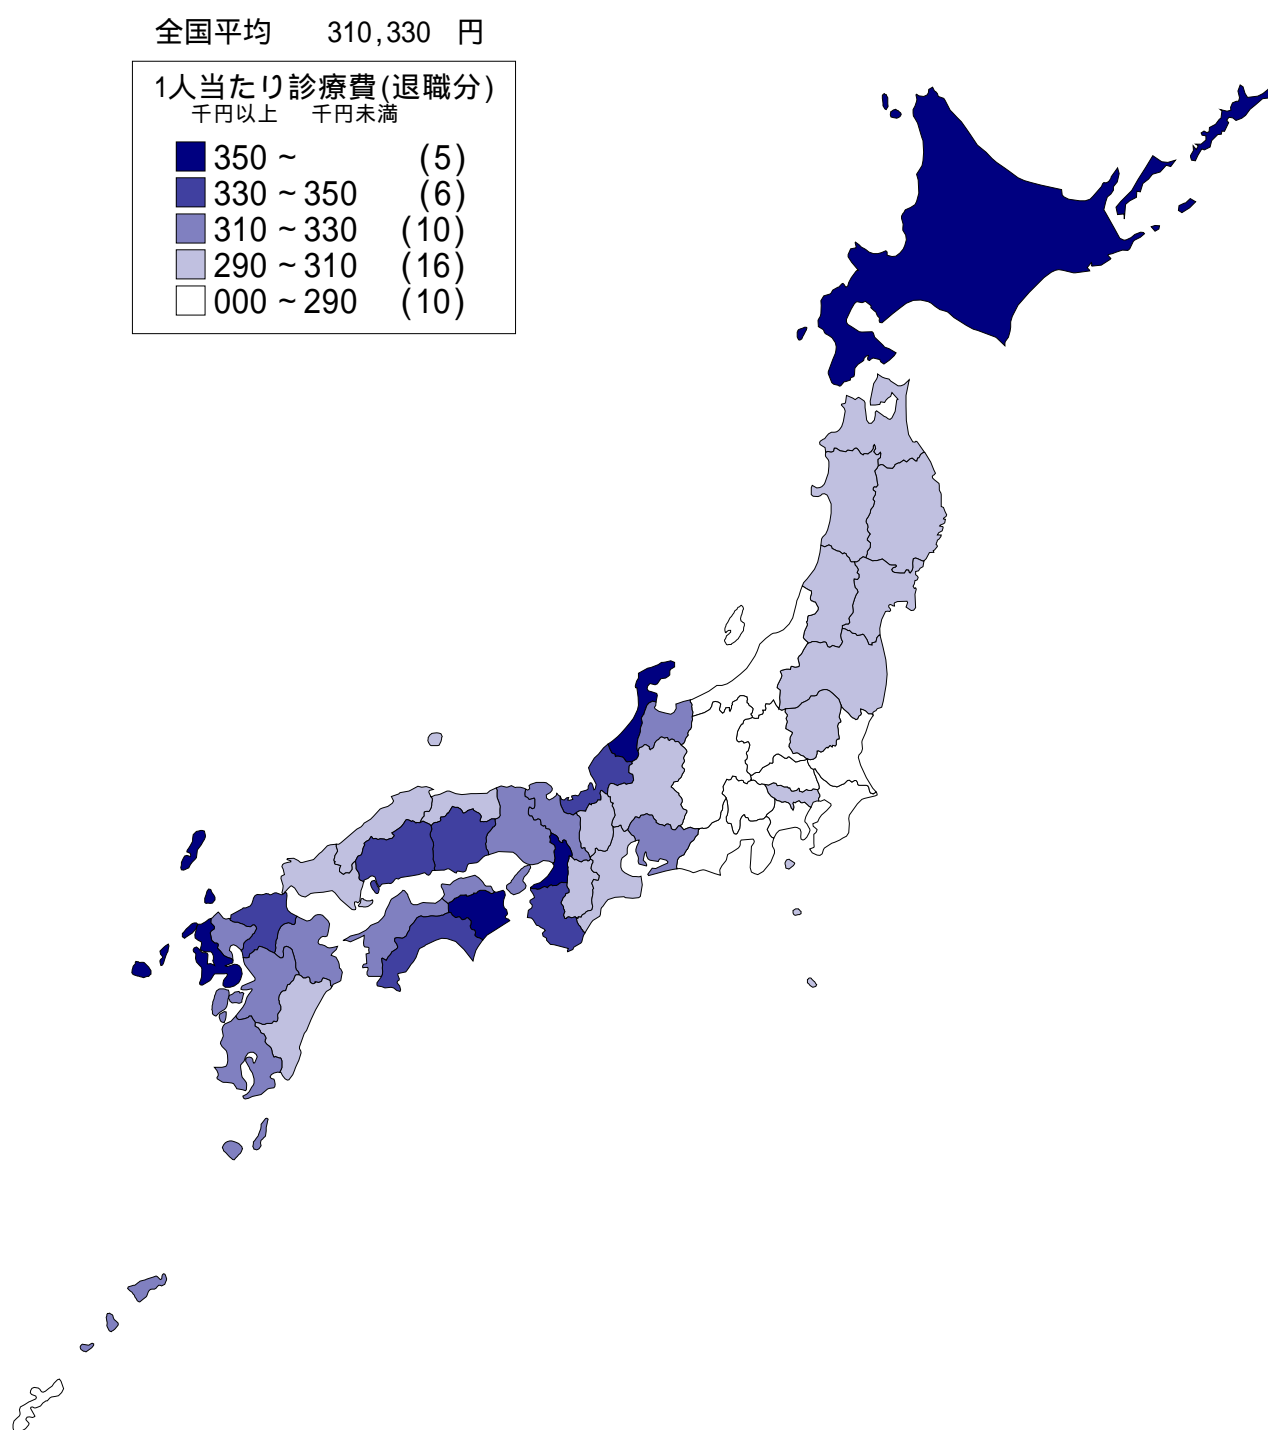 全国平均 310,330 円
1人当たり診療費(退職分)
千円以上 千円未満
350 ~ (5)
330 ~ 350 (6)
310 ~ 330 (10)
290 ~ 310 (16)
000 ~ 290 (10)